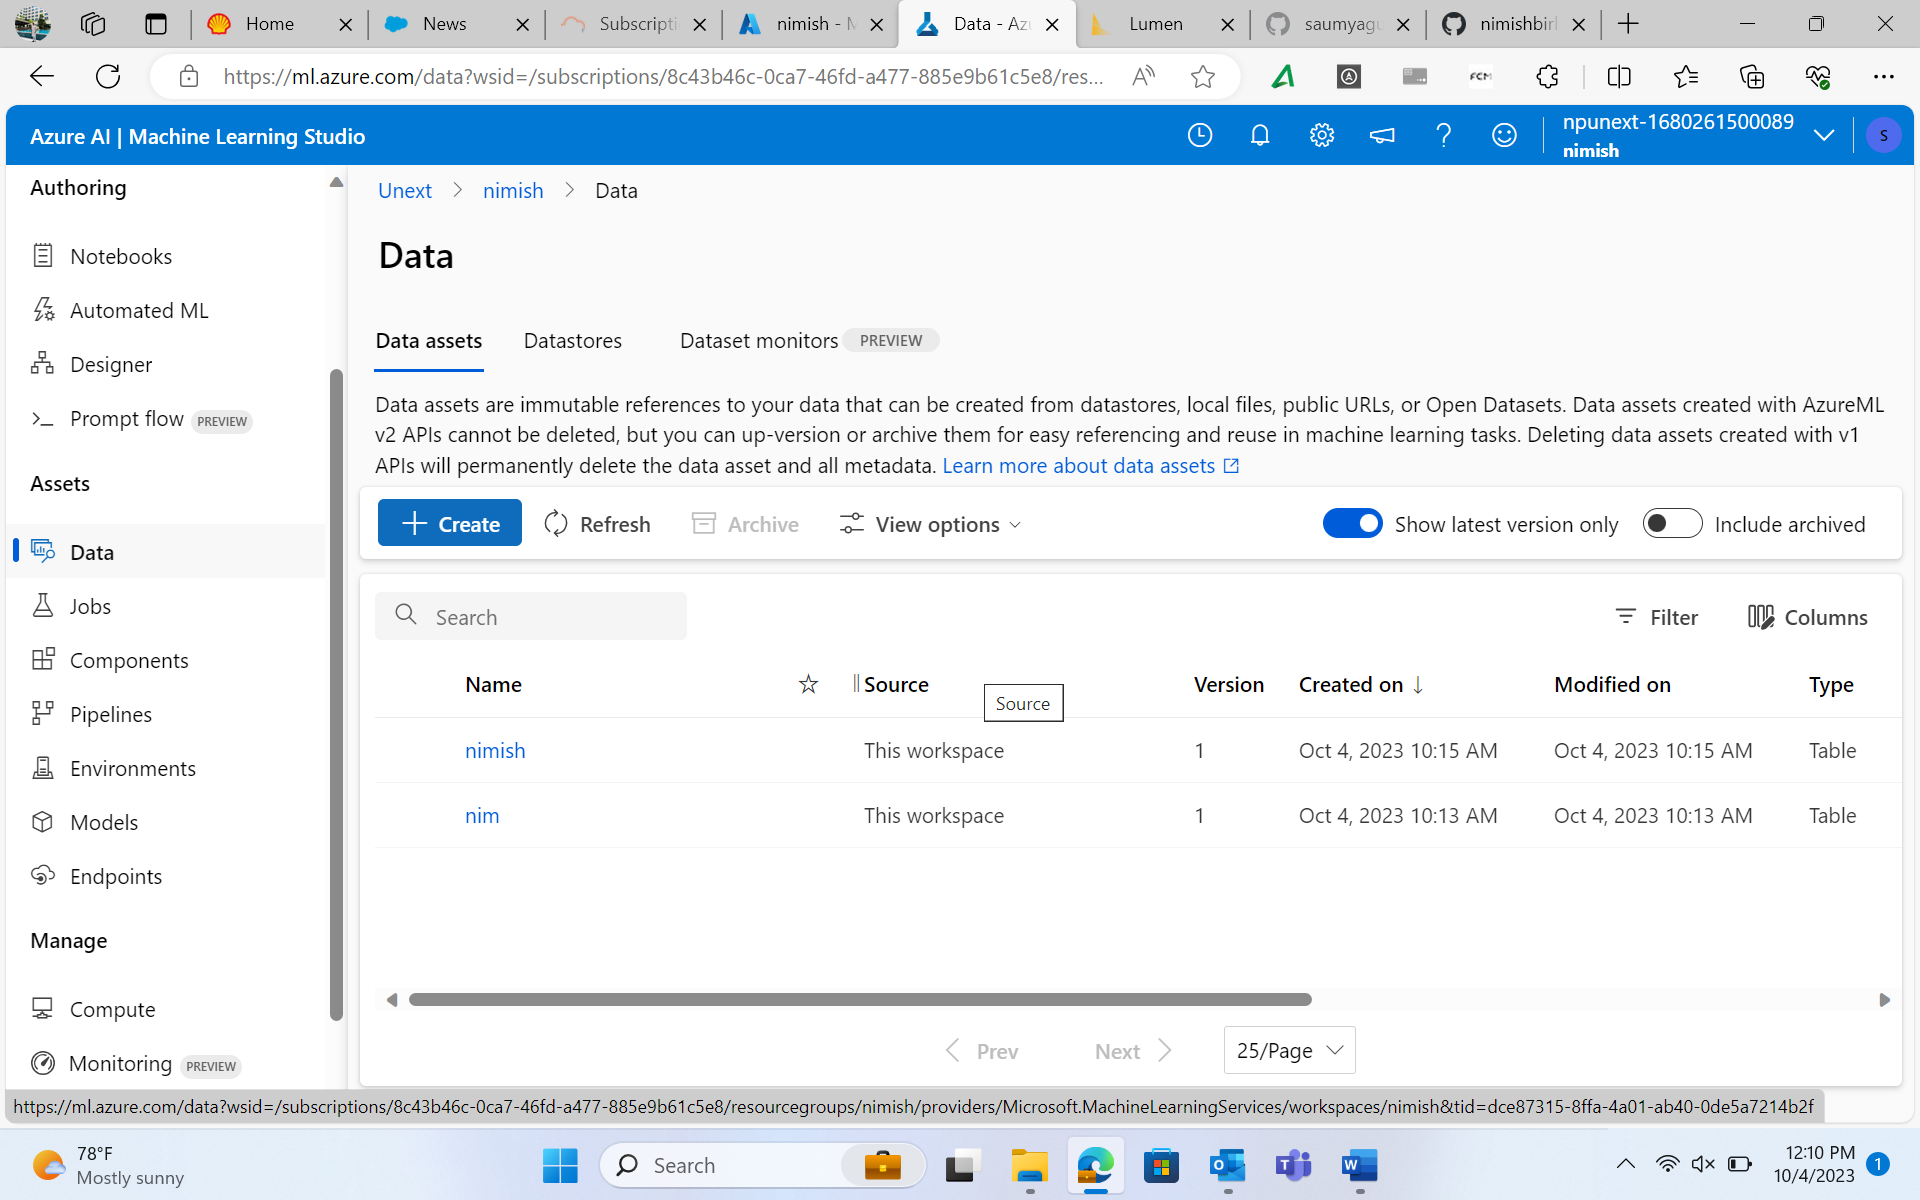 Home
News
Subscripti
nimish - M
Data - Azu
Lumen
saumyagu
nimishbirl
https://ml.azure.com/data?wsid=/subscriptions/8c43b46c-0ca7-46fd-a477-885e9b61c5e8/res...
FCM
Azure AI | Machine Learning Studio
npunext-1680261500089
nimish
S
Authoring
Notebooks
Automated ML
Designer
Prompt flow PREVIEW
Assets
Data
Jobs
Components
Pipelines
Environments
Models
Endpoints
Manage
Compute
Monitoring PREVIEW
Unext > nimish > Data
Data
Data assets Datastores Dataset monitors PREVIEW
Data assets are immutable references to your data that can be created from datastores, local files, public URLs, or Open Datasets. Data assets created with AzureML
v2 APIs cannot be deleted, but you can up-version or archive them for easy referencing and reuse in machine learning tasks. Deleting data assets created with v1
APIs will permanently delete the data asset and all metadata. Learn more about data assets
Create Refresh Archive View options Show latest version only Include archived
Search Filter Columns
Name Source Version Created on ↓ Modified on Type
Source
nimish This workspace 1 Oct 4, 2023 10:15 AM Oct 4, 2023 10:15 AM Table
nim This workspace 1 Oct 4, 2023 10:13 AM Oct 4, 2023 10:13 AM Table
Prev Next 25/Page
https://ml.azure.com/data?wsid=/subscriptions/8c43b46c-0ca7-46fd-a477-885e9b61c5e8/resourcegroups/nimish/providers/Microsoft.MachineLearningServices/workspaces/nimish&tid=dce87315-8ffa-4a01-ab40-0de5a7214b2f
78°F
Mostly sunny
Search
12:10 PM
10/4/2023
1